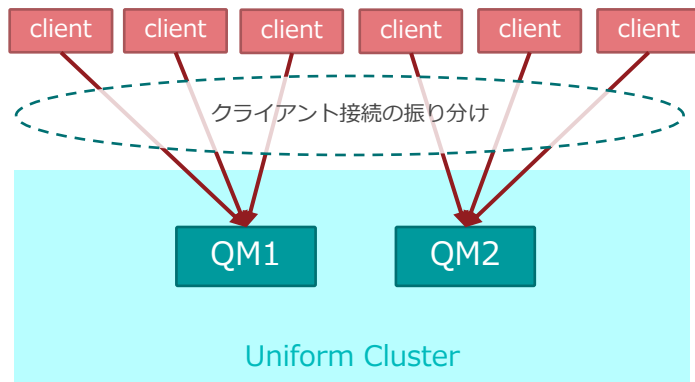 client client client client client client
クライアント接続の振り分け
QM1 QM2
Uniform Cluster